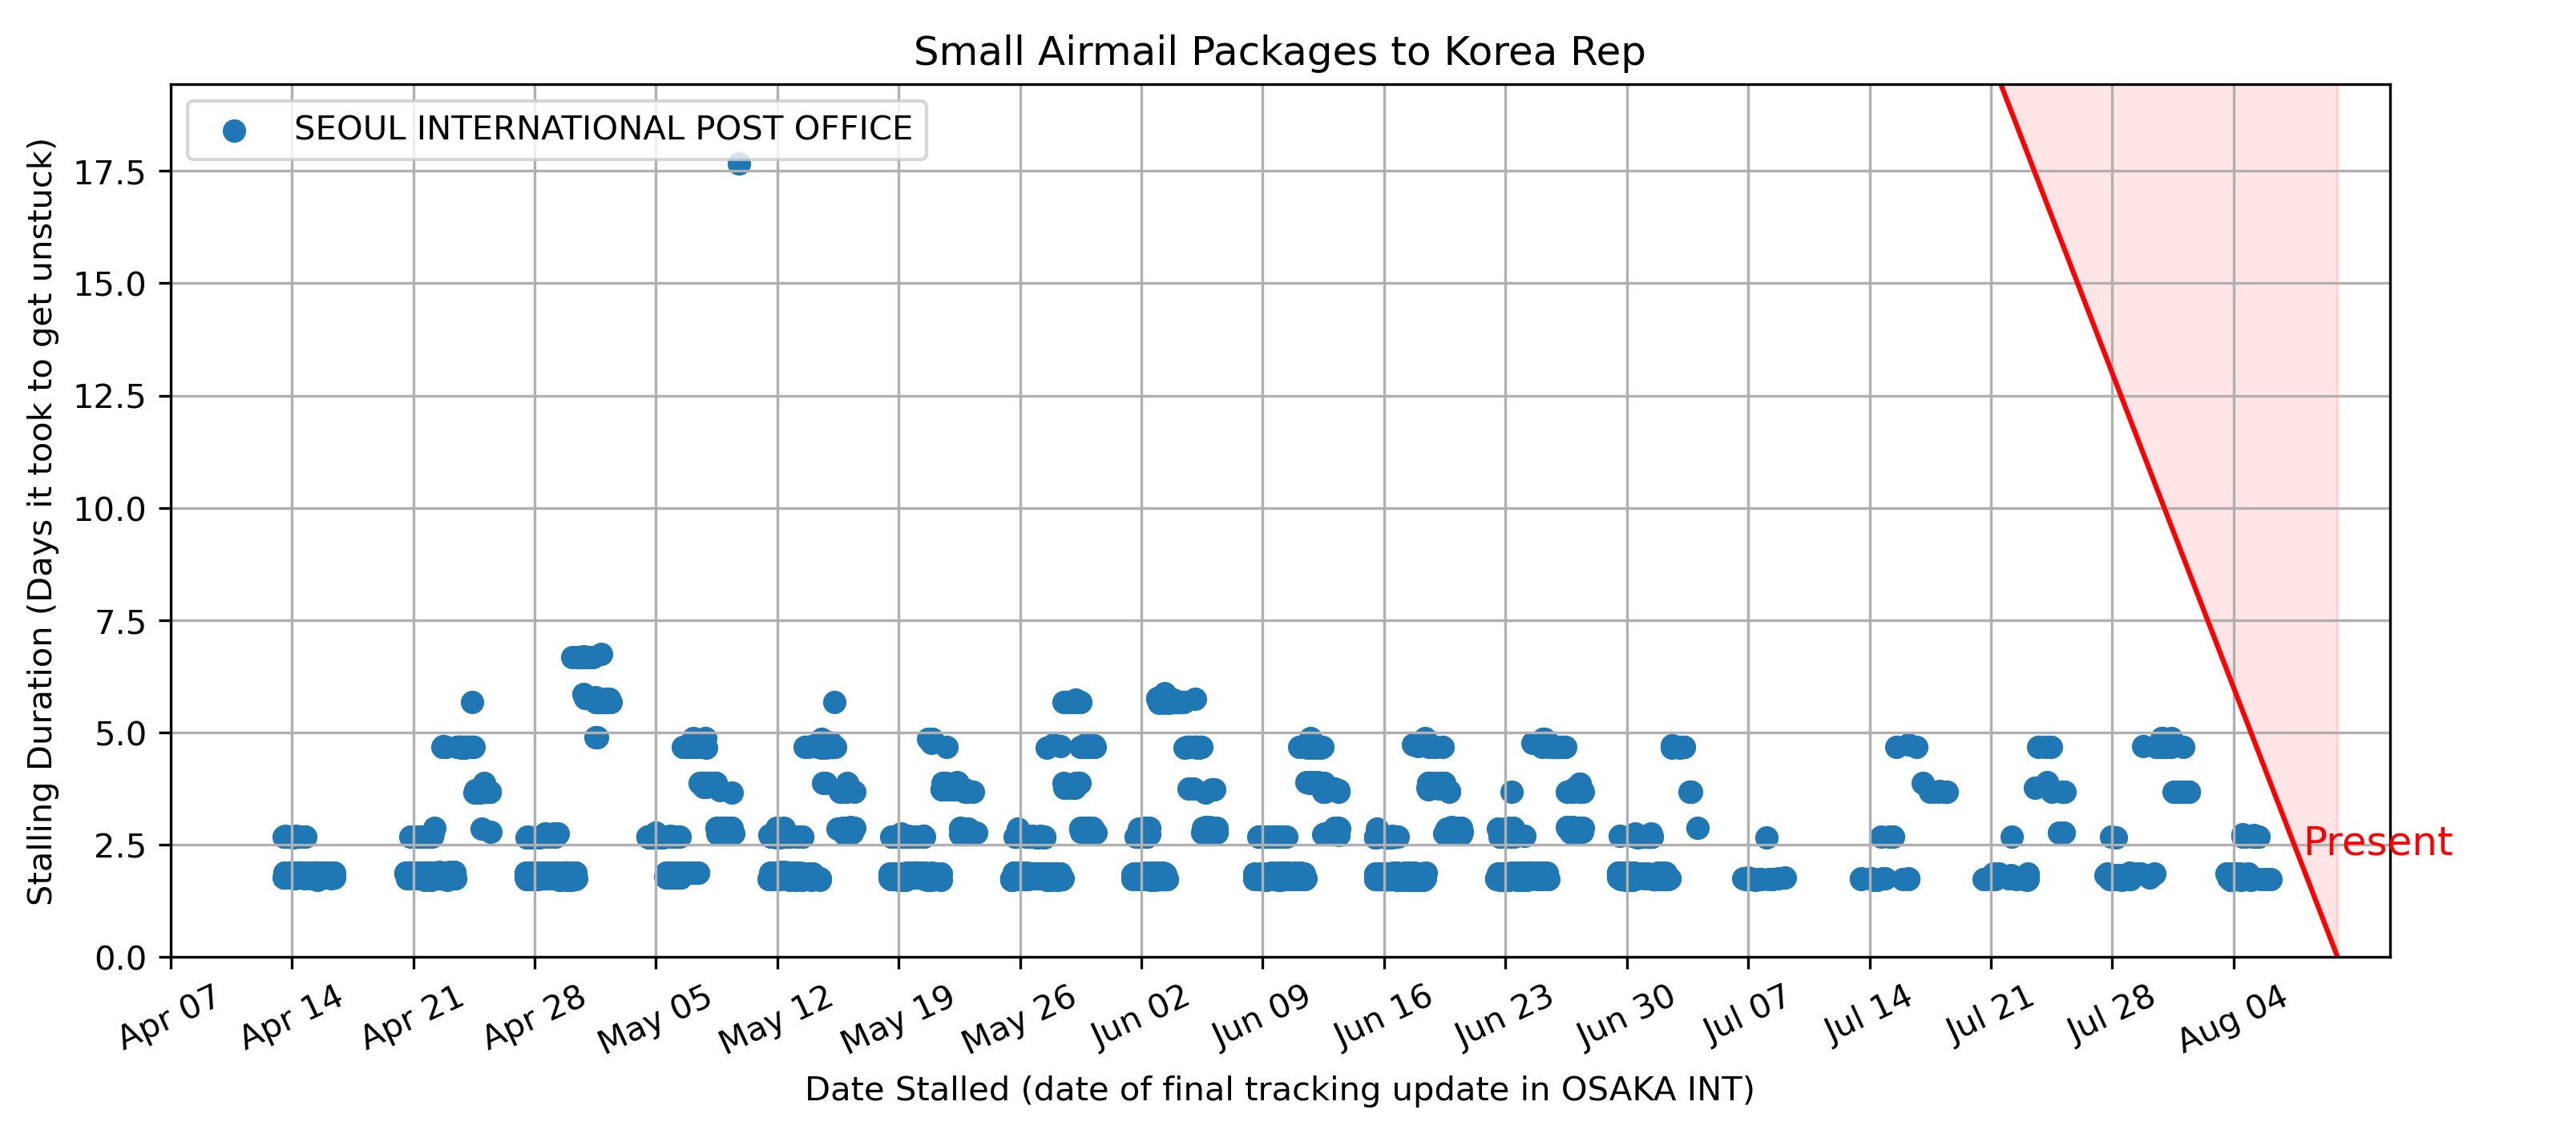 Small Airmail Packages to Korea Rep
SEOUL INTERNATIONAL POST OFFICE
Stalling Duration (Days it took to get unstuck)
17.5
15.0
12.5
10.0
7.5
5.0
2.5
0.0
Present
Apr 07
Apr 14
Apr 21
Apr 28
May 05
May 12
May 19
May 26
Jun 02
Jun 09
Jun 16
Jun 23
Jun 30
Jul 07
Jul 14
Jul 21
Jul 28
Aug 04
Date Stalled (date of final tracking update in OSAKA INT)